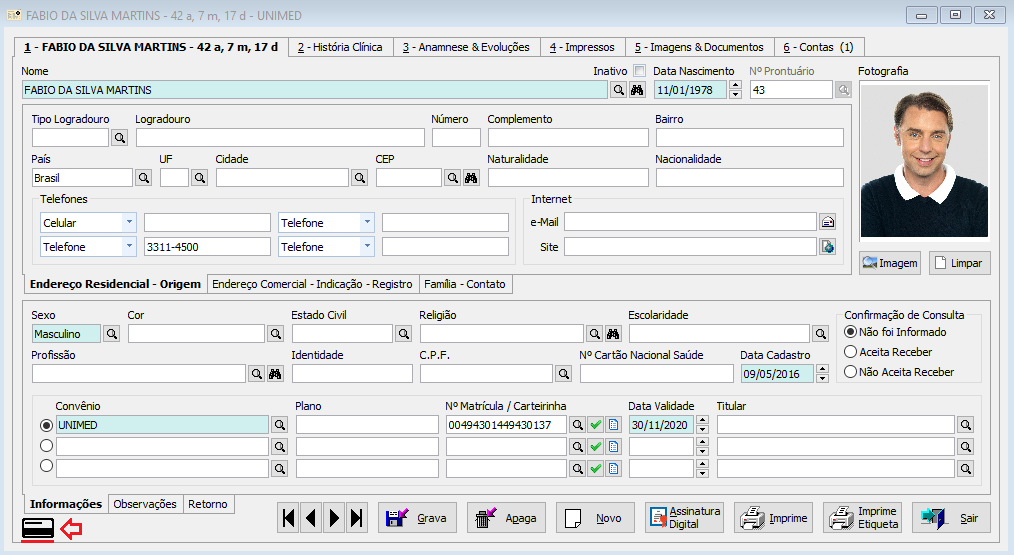 FABIO DA SILVA MARTINS - 42 a, 7 m, 17 d - UNIMED
1 - FABIO DA SILVA MARTINS - 42 a, 7 m, 17 d
2 - História Clínica
3 - Anamnese & Evoluções
4 - Impressos
5 - Imagens & Documentos
6 - Contas (1)
Nome
Inativo
Data Nascimento
Nº Prontuário
Fotografia
FABIO DA SILVA MARTINS
11/01/1978
43
Tipo Logradouro
Logradouro
Número
Complemento
Bairro
País
UF
Cidade
CEP
Naturalidade
Nacionalidade
Brasil
Telefones
Internet
Celular
Telefone
e-Mail
Telefone
3311-4500
Telefone
Site
Imagem
Limpar
Endereço Residencial - Origem
Endereço Comercial - Indicação - Registro
Família - Contato
Sexo
Cor
Estado Civil
Religião
Escolaridade
Confirmação de Consulta
Masculino
Não foi Informado
Profissão
Identidade
C.P.F.
Nº Cartão Nacional Saúde
Data Cadastro
Aceita Receber
09/05/2016
Não Aceita Receber
Convênio
Plano
Nº Matrícula / Carteirinha
Data Validade
Titular
UNIMED
00494301449430137
30/11/2020
Informações
Observações
Retorno
Grava
Apaga
Novo
Assinatura
Digital
Imprime
Imprime
Etiqueta
Sair